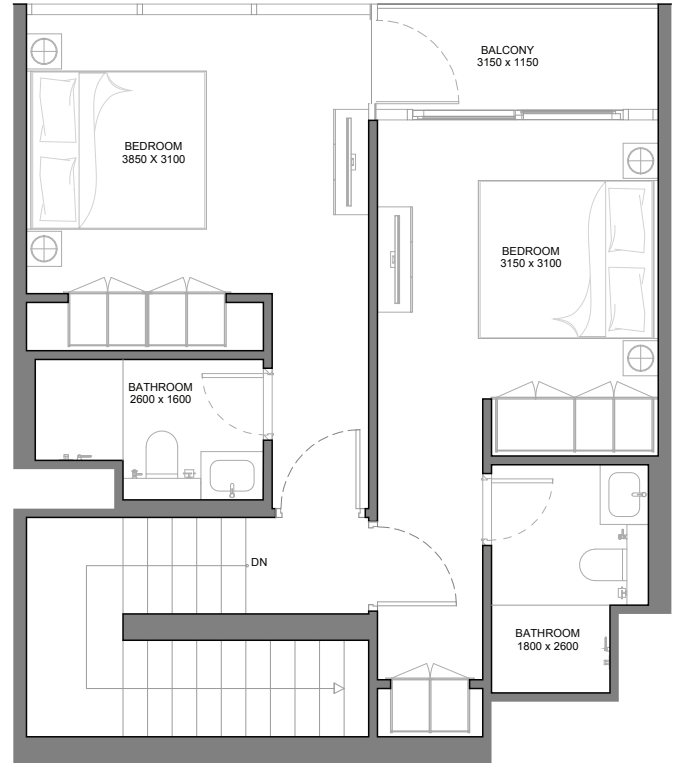 BALCONY
3150 x 1150
BEDROOM
3850 X 3100
BEDROOM
3150 x 3100
BATHROOM
2600 x 1600
DN
BATHROOM
1800 x 2600